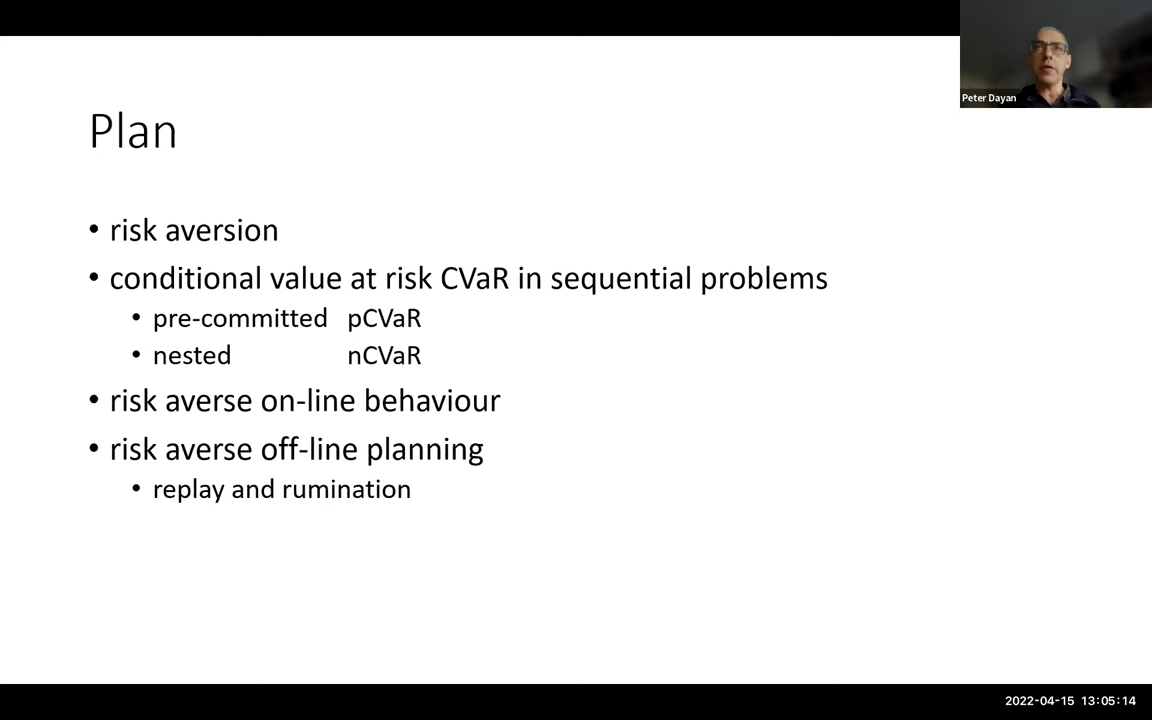 Peter Dayan
Plan
• risk aversion
• conditional value at risk CVaR in sequential problems
• pre-committed pCVaR
• nested nCVaR
• risk averse on-line behaviour
• risk averse off-line planning
• replay and rumination
2022-04-15 13:05:14